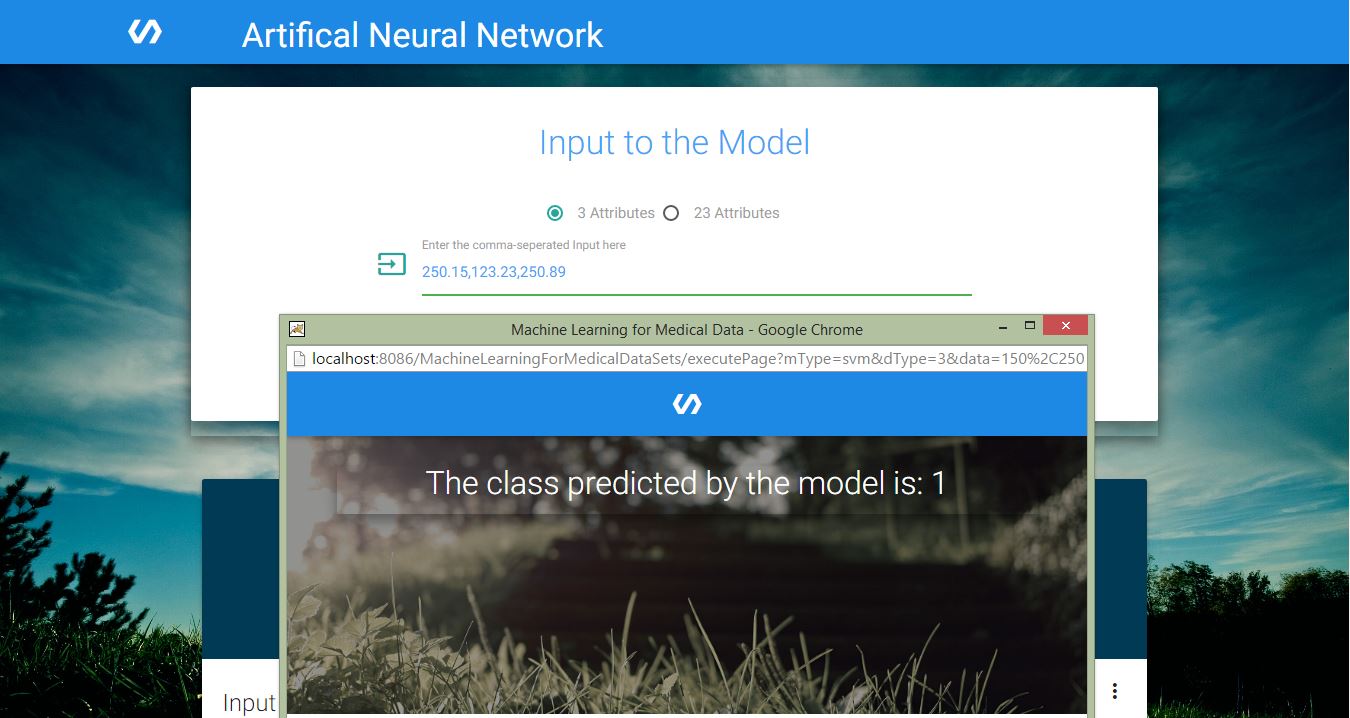 Artifical Neural Network
Input to the Model
3 Attributes 23 Attributes
Enter the comma-seperated Input here
250.15,123.23,250.89
Machine Learning for Medical Data - Google Chrome
localhost:8086/MachineLearningForMedicalDataSets/executePage?mType=svm&dType=3&data=150%2C250
The class predicted by the model is: 1
Input